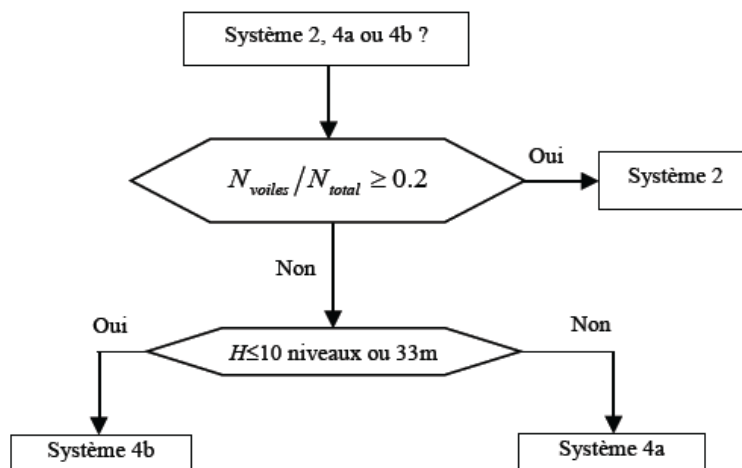 Système 2, 4a ou 4b ?
N_voiles/N_total ≥ 0.2
Oui
Système 2
Non
Oui
Non
H≤10 niveaux ou 33m
Système 4b
Système 4a